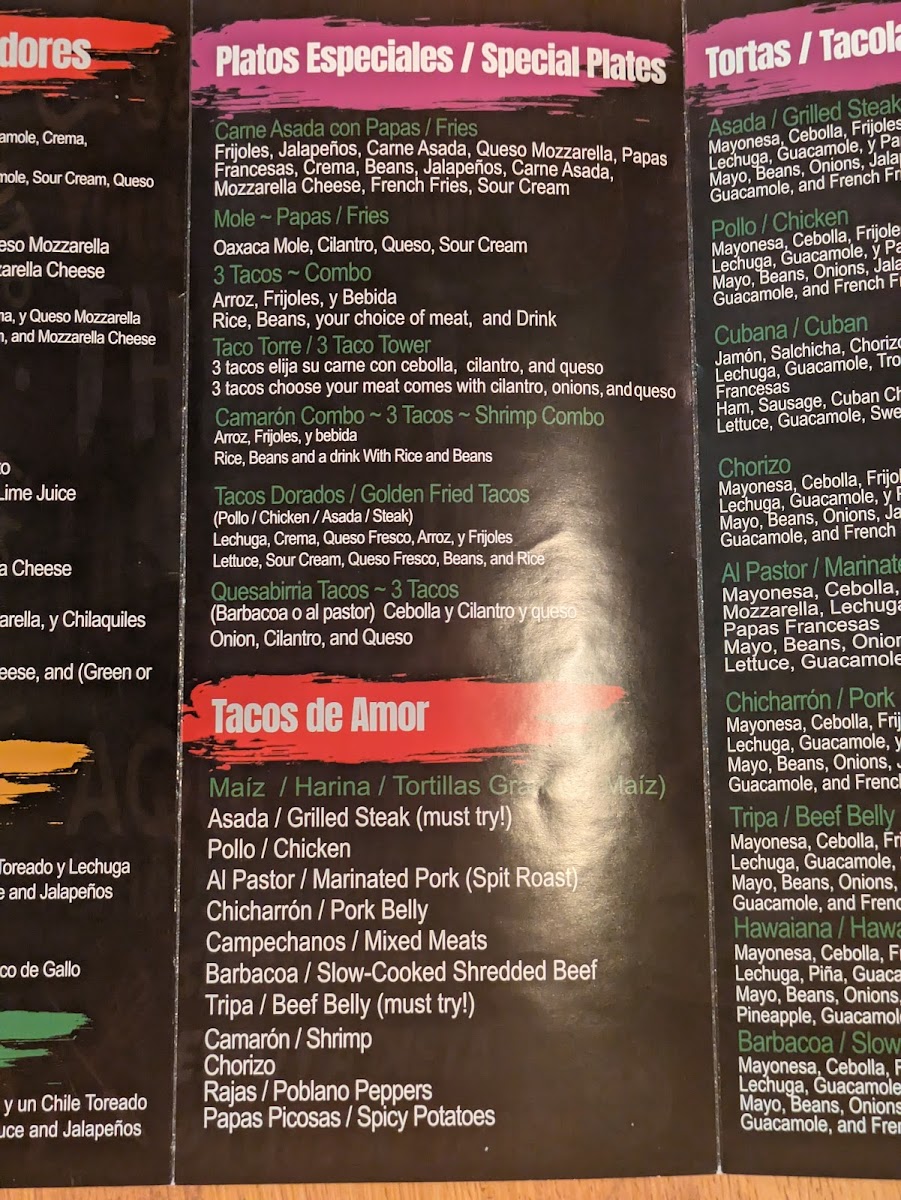 dores
amole, Crema,
mole, Sour Cream, Queso
eso Mozzarella
zarella Cheese
na, y Queso Mozzarella
n, and Mozzarella Cheese
to
Lime Juice
a Cheese
arella, y Chilaquiles
eese, and (Green or
Toreado y Lechuga
e and Jalapeños
co de Gallo
y un Chile Toreado
uce and Jalapeños
Platos Especiales / Special Plates
Carne Asada con Papas / Fries
Frijoles, Jalapeños, Carne Asada, Queso Mozzarella, Papas
Francesas, Crema, Beans, Jalapeños, Carne Asada,
Mozzarella Cheese, French Fries, Sour Cream
Mole ~ Papas / Fries
Oaxaca Mole, Cilantro, Queso, Sour Cream
3 Tacos ~ Combo
Arroz, Frijoles, y Bebida
Rice, Beans, your choice of meat, and Drink
Taco Torre / 3 Taco Tower
3 tacos elija su carne con cebolla, cilantro, and queso
3 tacos choose your meat comes with cilantro, onions, and queso
Camarón Combo ~ 3 Tacos ~ Shrimp Combo
Arroz, Frijoles, y bebida
Rice, Beans and a drink With Rice and Beans
Tacos Dorados / Golden Fried Tacos
(Pollo / Chicken / Asada / Steak)
Lechuga, Crema, Queso Fresco, Arroz, y Frijoles
Lettuce, Sour Cream, Queso Fresco, Beans, and Rice
Quesabirria Tacos ~ 3 Tacos
(Barbacoa o al pastor) Cebolla y Cilantro y queso
Onion, Cilantro, and Queso
Tacos de Amor
Maíz / Harina / Tortillas Maíz)
Asada / Grilled Steak (must try!)
Pollo / Chicken
Al Pastor / Marinated Pork (Spit Roast)
Chicharrón / Pork Belly
Campechanos / Mixed Meats
Barbacoa / Slow-Cooked Shredded Beef
Tripa / Beef Belly (must try!)
Camarón / Shrimp
Chorizo
Rajas / Poblano Peppers
Papas Picosas / Spicy Potatoes
Tortas / Tacola
Asada / Grilled Steak
Mayonesa, Cebolla, Frijoles
Lechuga, Guacamole, y Pa
Mayo, Beans, Onions, Jala
Guacamole, and French Fri
Pollo / Chicken
Mayonesa, Cebolla, Frijole
Lechuga, Guacamole, y Pa
Mayo, Beans, Onions, Jala
Guacamole, and French Fr
Cubana / Cuban
Jamón, Salchicha, Chorizo
Lechuga, Guacamole, Tro
Francesas
Ham, Sausage, Cuban Ch
Lettuce, Guacamole, Swe
Chorizo
Mayonesa, Cebolla, Frijol
Lechuga, Guacamole, y P
Mayo, Beans, Onions, Ja
Guacamole, and French
Al Pastor / Marinate
Mayonesa, Cebolla,
Mozzarella, Lechuga
Papas Francesas
Mayo, Beans, Onion
Lettuce, Guacamole
Chicharrón / Pork
Mayonesa, Cebolla, Frij
Lechuga, Guacamole, y
Mayo, Beans, Onions, J
Guacamole, and French
Tripa / Beef Belly
Mayonesa, Cebolla, Fri
Lechuga, Guacamole,
Mayo, Beans, Onions,
Guacamole, and Frenc
Hawaiana / Hawa
Mayonesa, Cebolla, Fr
Lechuga, Piña, Guaca
Mayo, Beans, Onions,
Pineapple, Guacamol
Barbacoa / Slow
Mayonesa, Cebolla, F
Lechuga, Guacamole
Mayo, Beans, Onions
Guacamole, and Fren